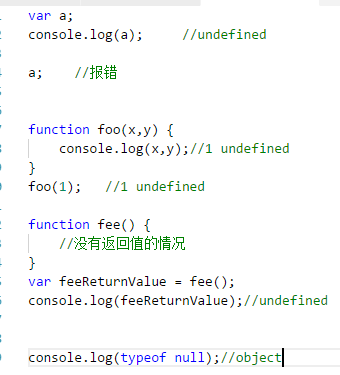 var a;
console.log(a);     //undefined
a;    //报错
function foo(x,y) {
console.log(x,y);//1 undefined
}
foo(1);   //1 undefined
function fee() {
//没有返回值的情况
}
var feeReturnValue = fee();
console.log(feeReturnValue);//undefined
console.log(typeof null);//object